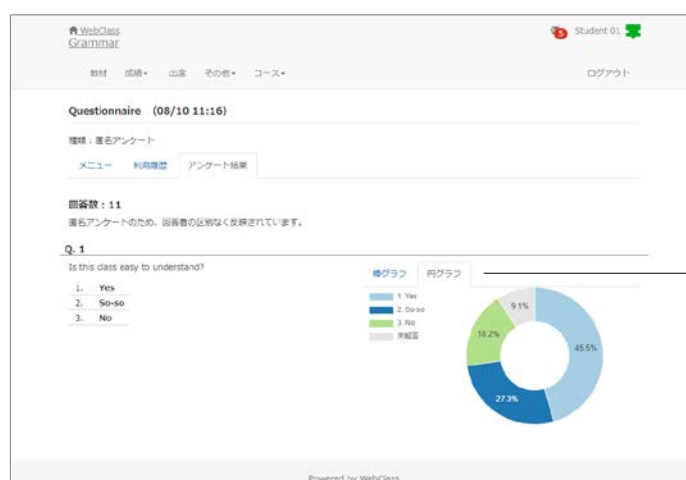 WebClass
Grammar
5
Student 01
教材 成績 出席 その他 コース
ログアウト
Questionnaire (08/10 11:16)
種類：匿名アンケート
メニュー 利用履歴 アンケート結果
回答数：11
匿名アンケートのため、回答者の区別なく反映されています。
Q. 1
Is this class easy to understand?
1. Yes
2. So-so
3. No
棒グラフ 円グラフ
1. Yes
2. So-so
3. No
未解答
9.1%
18.2%
45.5%
27.3%
Powered by WebClass